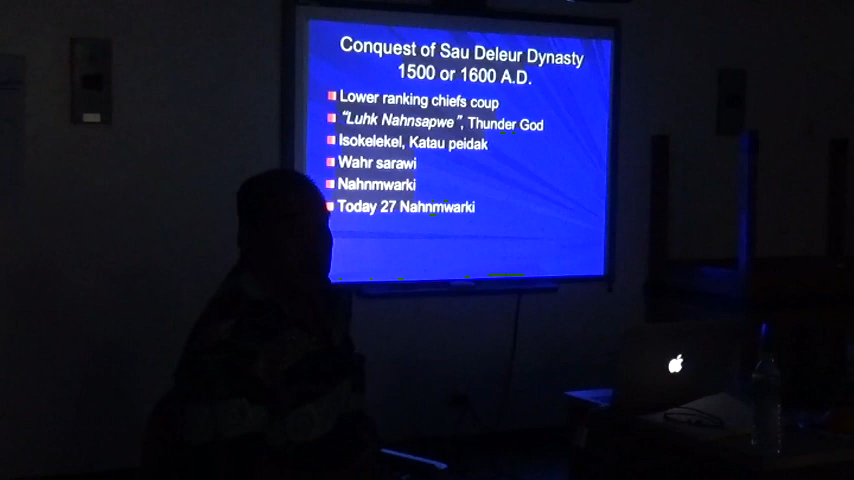 Conquest of Sau Deleur Dynasty
1500 or 1600 A.D.
Lower ranking chiefs coup
"Luhk Nahnsapwe", Thunder God
Isokelekel, Katau peidak
Wahr sarawi
Nahnmwarki
Today 27 Nahnmwarki